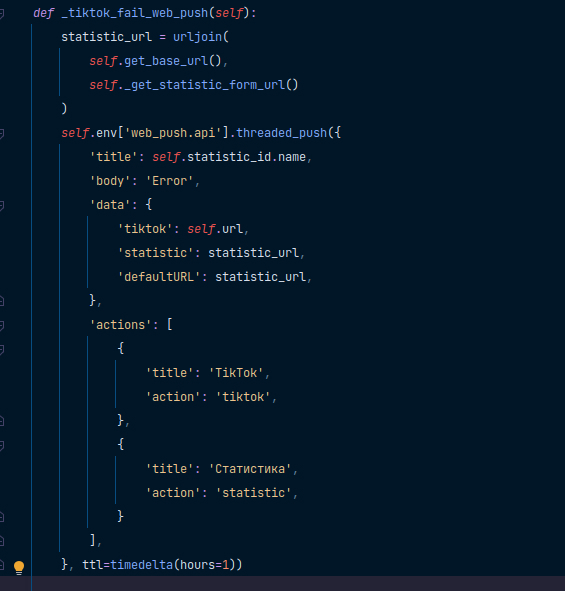 def _tiktok_fail_web_push(self):
    statistic_url = urljoin(
        self.get_base_url(),
        self._get_statistic_form_url()
    )
    self.env['web_push.api'].threaded_push({
        'title': self.statistic_id.name,
        'body': 'Error',
        'data': {
            'tiktok': self.url,
            'statistic': statistic_url,
            'defaultURL': statistic_url,
        },
        'actions': [
            {
                'title': 'TikTok',
                'action': 'tiktok',
            },
            {
                'title': 'Статистика',
                'action': 'statistic',
            }
        ],
    }, ttl=timedelta(hours=1))